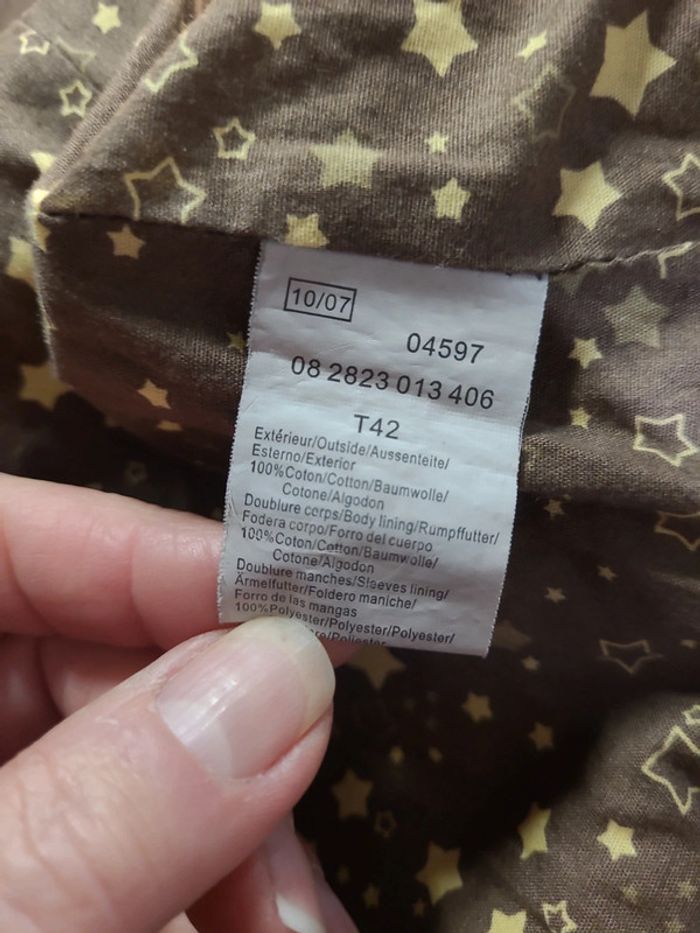 10/07
04597
08 2823 013 406
T42
Extérieur/Outside/Aussenteite/
Esterno/Exterior
100%Coton/Cotton/Baumwolle/
Cotone/Algodon
Doublure corps/Body lining/Rumpffutter/
Fodera corpo/Forro del cuerpo
100%Coton/Cotton/Baumwolle/
Cotone/Algodon
Doublure manches/Sleeves lining/
Ärmelfutter/Foldero maniche/
Forro de las mangas
100%Polyester/Polyester/Polyester/